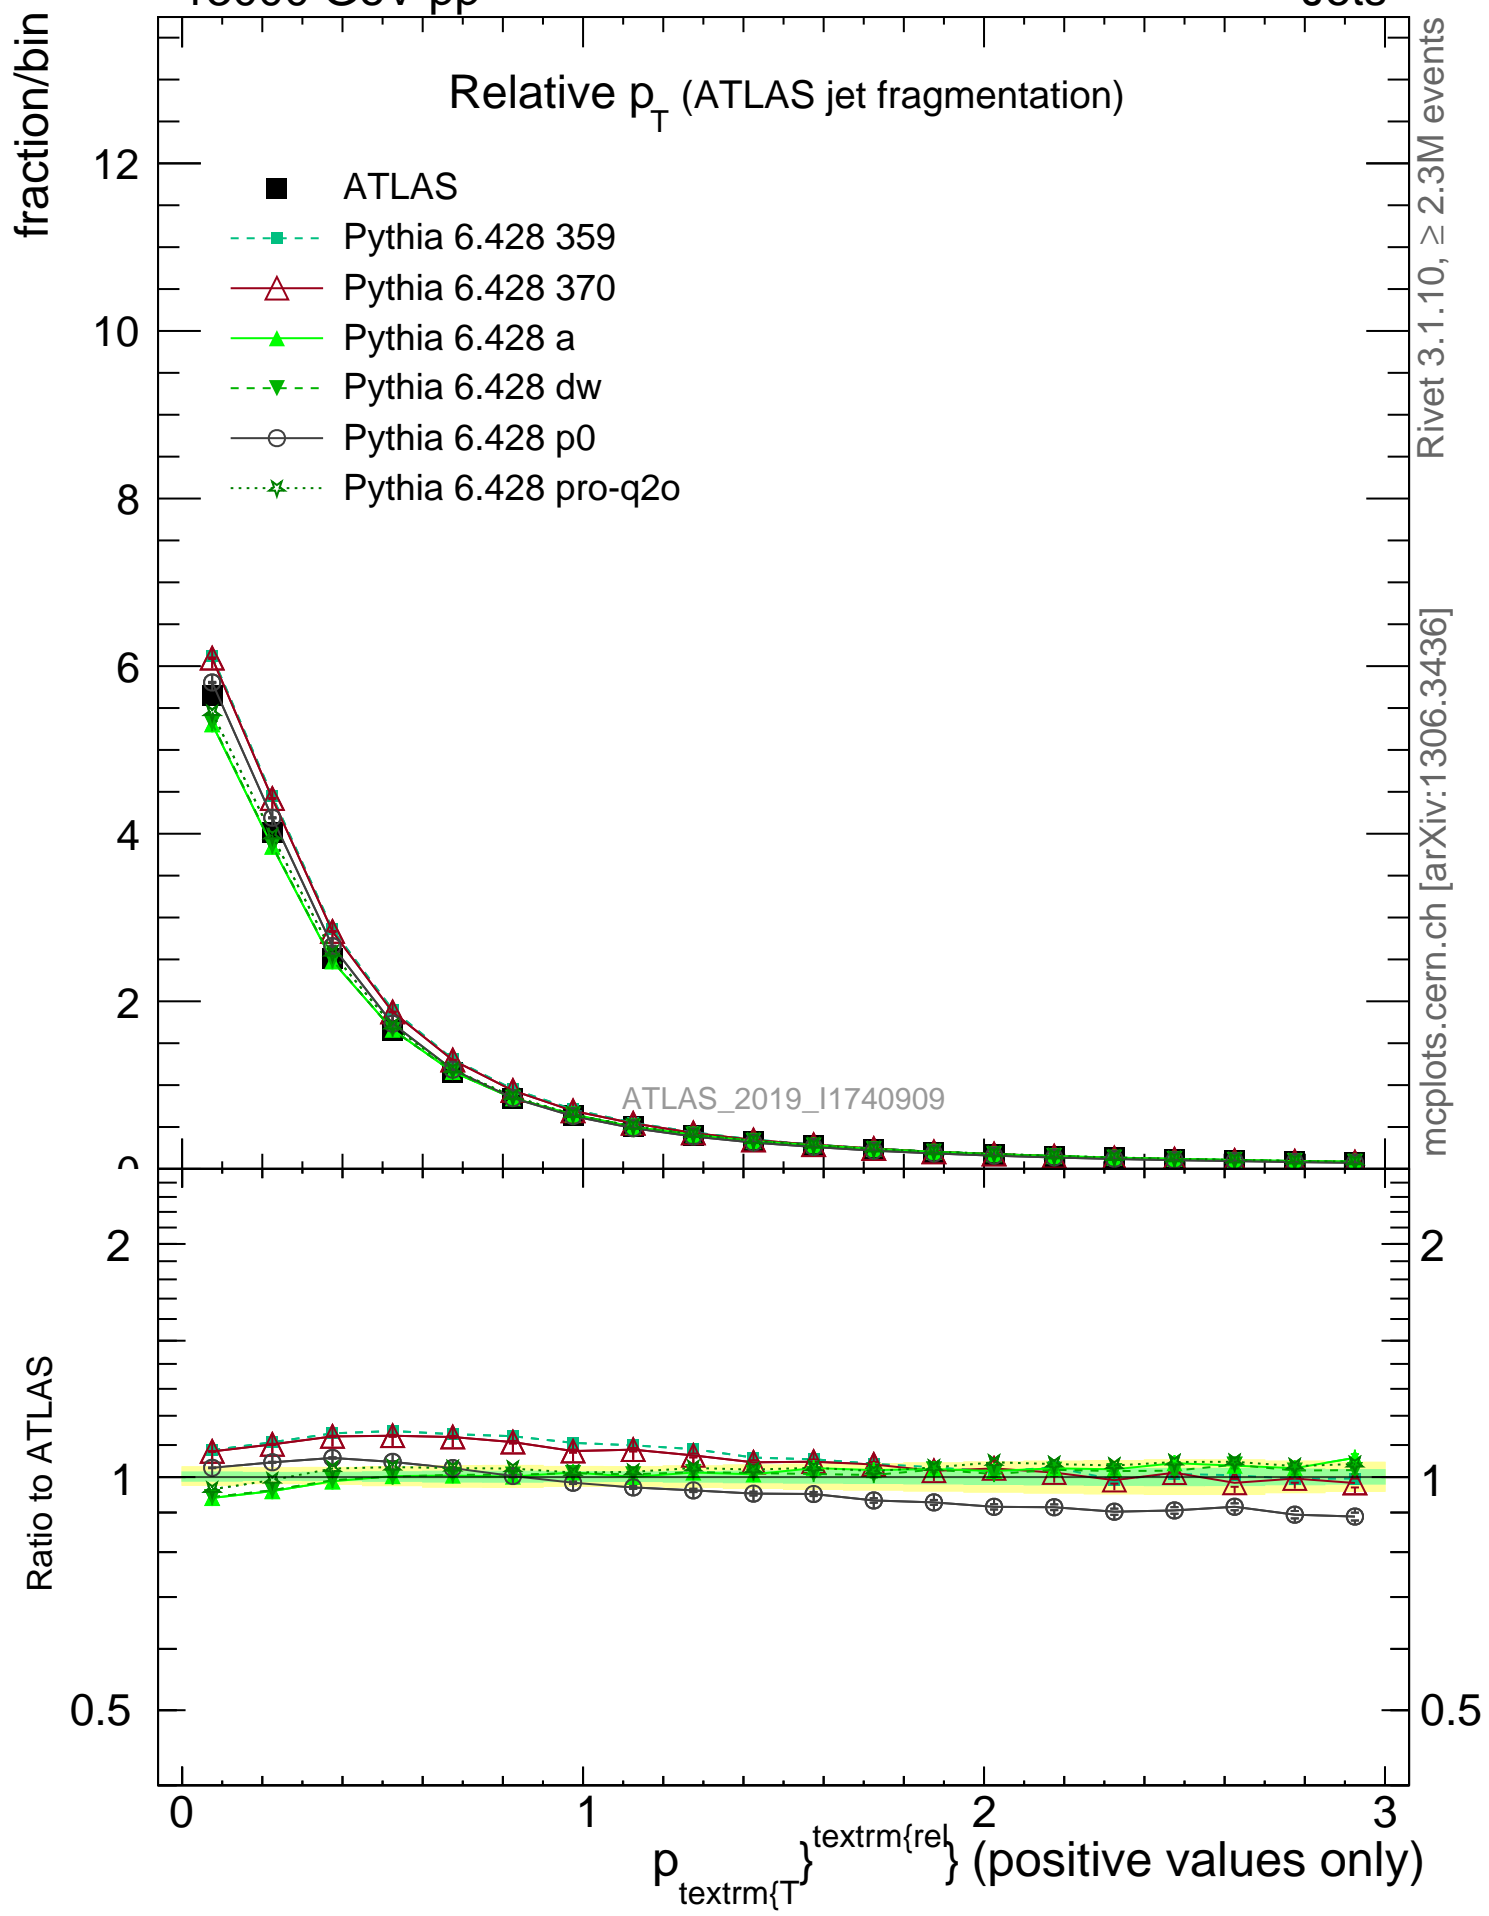 fraction/bin
Relative p_T (ATLAS jet fragmentation)
ATLAS
Pythia 6.428 359
Pythia 6.428 370
Pythia 6.428 a
Pythia 6.428 dw
Pythia 6.428 p0
Pythia 6.428 pro-q2o
12
10
8
6
4
2
0
ATLAS_2019_I1740909
Rivet 3.1.10, ≥ 2.3M events
mcplots.cern.ch [arXiv:1306.3436]
Ratio to ATLAS
2
1
0.5
2
1
0.5
0 1 2 3
p_textrm{T}^textrm{rel} (positive values only)